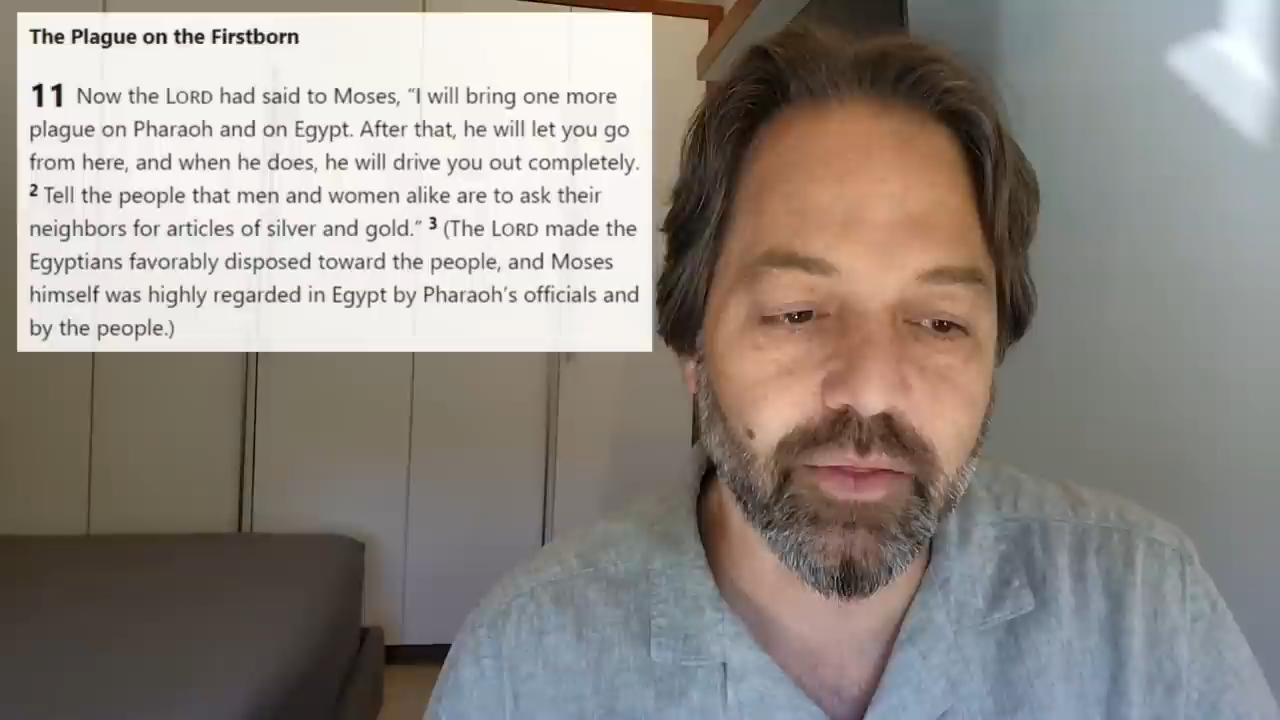 The Plague on the Firstborn
11 Now the LORD had said to Moses, “I will bring one more
plague on Pharaoh and on Egypt. After that, he will let you go
from here, and when he does, he will drive you out completely.
2 Tell the people that men and women alike are to ask their
neighbors for articles of silver and gold.” 3 (The LORD made the
Egyptians favorably disposed toward the people, and Moses
himself was highly regarded in Egypt by Pharaoh’s officials and
by the people.)